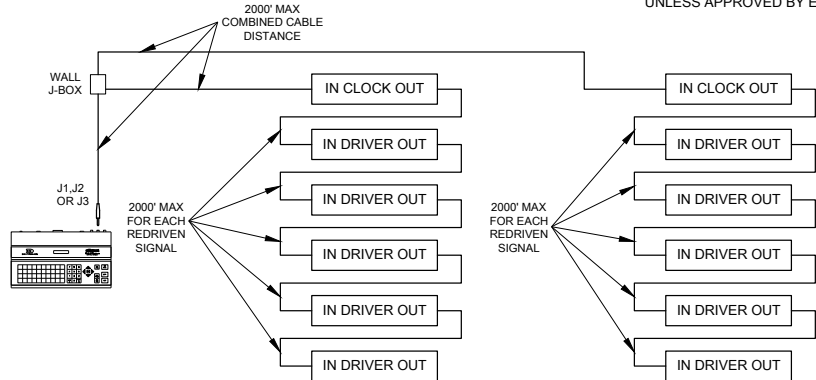 2000' MAX
COMBINED CABLE
DISTANCE
UNLESS APPROVED BY E
WALL
J-BOX
IN CLOCK OUT
IN CLOCK OUT
IN DRIVER OUT
IN DRIVER OUT
J1,J2
OR J3
2000' MAX
FOR EACH
REDRIVEN
SIGNAL
IN DRIVER OUT
2000' MAX
FOR EACH
REDRIVEN
SIGNAL
IN DRIVER OUT
IN DRIVER OUT
IN DRIVER OUT
IN DRIVER OUT
IN DRIVER OUT
IN DRIVER OUT
IN DRIVER OUT